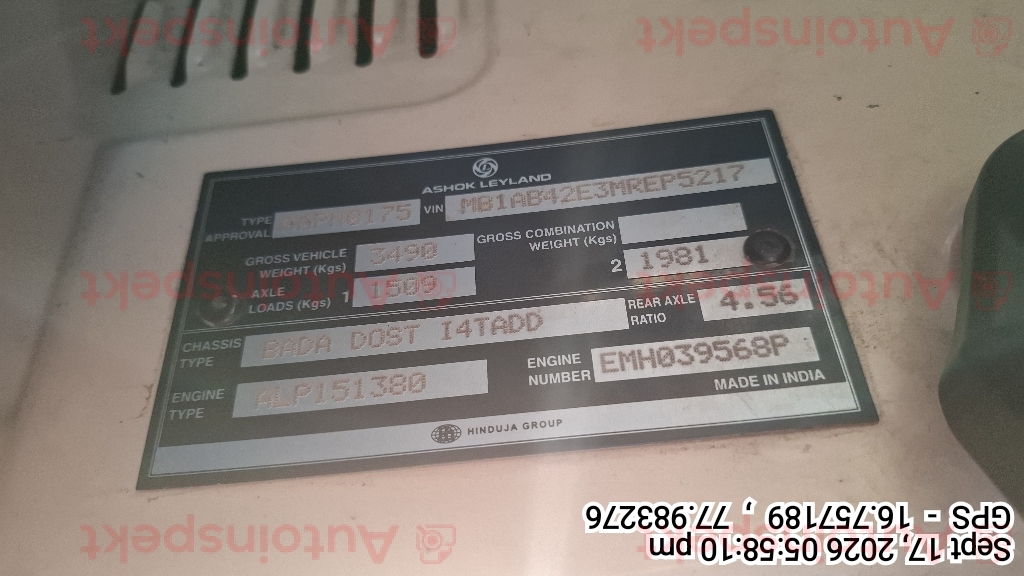 ASHOK LEYLAND
TYPE APPROVAL
VIN MB1AB42E3MREP5217
GROSS VEHICLE WEIGHT (Kgs) 3490
GROSS COMBINATION WEIGHT (Kgs)
AXLE LOADS (Kgs) 1 1509 2 1981
CHASSIS TYPE BADA DOST I4TADD
REAR AXLE RATIO 4.56
ENGINE TYPE ALP151380
ENGINE NUMBER EMH039568P
MADE IN INDIA
HINDUJA GROUP
Sept 17, 2026 05:58:10 pm
GPS - 16.757189 , 77.983276
Autoinspekt
Autoinspekt
Autoinspekt
Autoinspekt
Autoinspekt
Autoinspekt